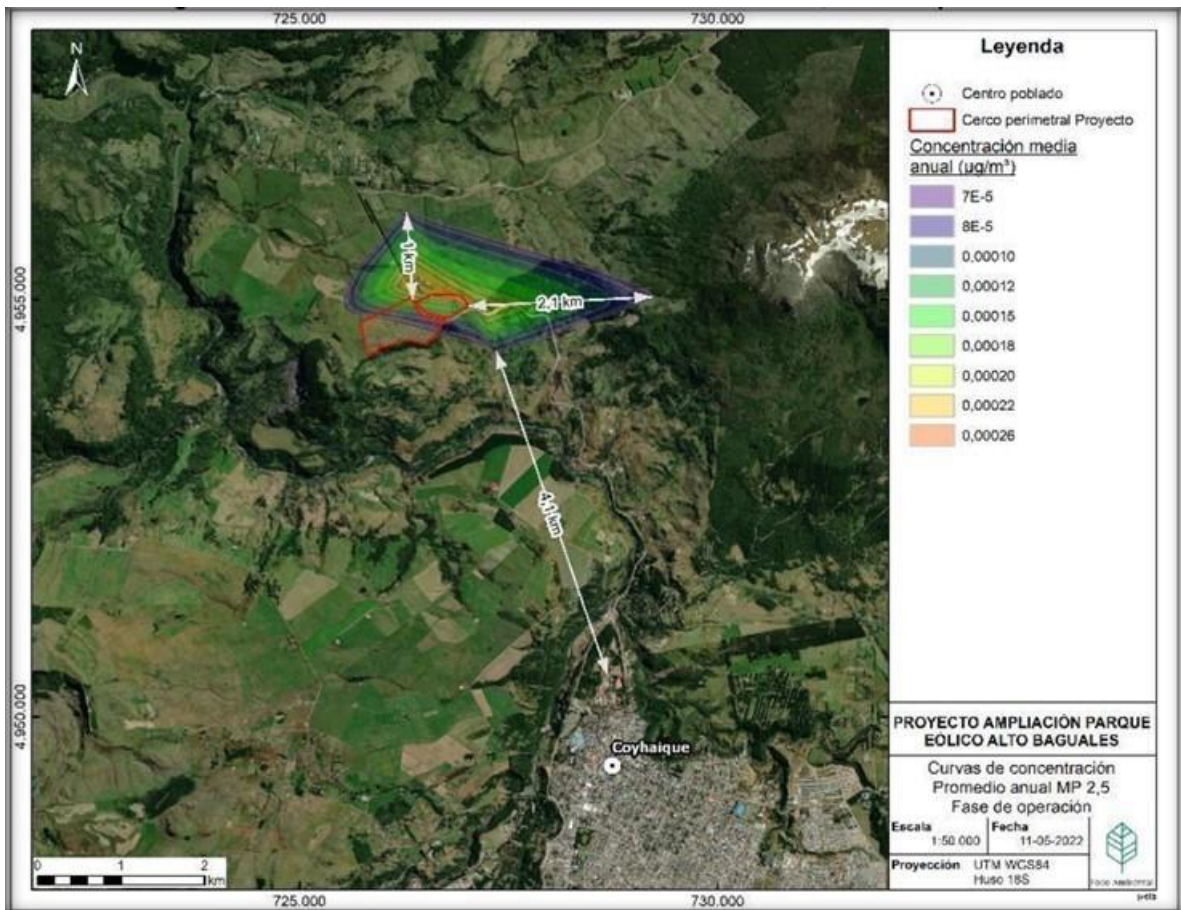 725.000
730.000
N
4.955.000
4.950.000
1 km
2,1 km
4,1 km
Coyhaique
0 1 2
km
725.000
730.000
Leyenda
Centro poblado
Cerco perimetral Proyecto
Concentración media
anual (µg/m³)
7E-5
8E-5
0,00010
0,00012
0,00015
0,00018
0,00020
0,00022
0,00026
PROYECTO AMPLIACIÓN PARQUE
EÓLICO ALTO BAGUALES
Curvas de concentración
Promedio anual MP 2,5
Fase de operación
Escala
1:50.000
Fecha
11-05-2022
Proyección UTM WGS84
Huso 18S